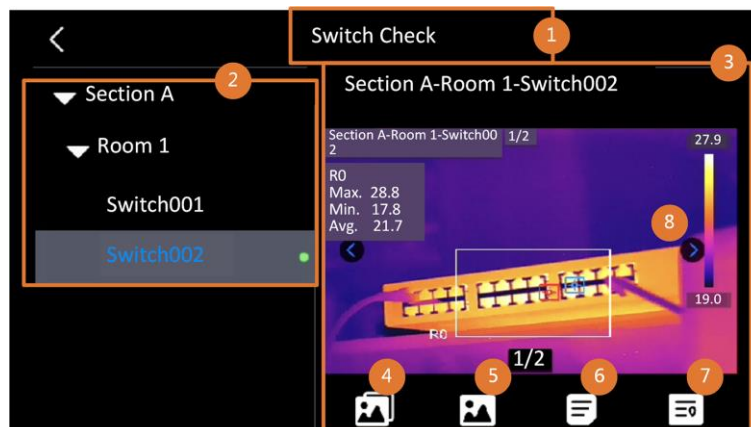 Switch Check
1
2
3
Section A
Room 1
Switch001
Switch002
Section A-Room 1-Switch002
Section A-Room 1-Switch00
2
1/2
27.9
R0
Max. 28.8
Min. 17.8
Avg. 21.7
8
19.0
R0
1/2
4
5
6
7